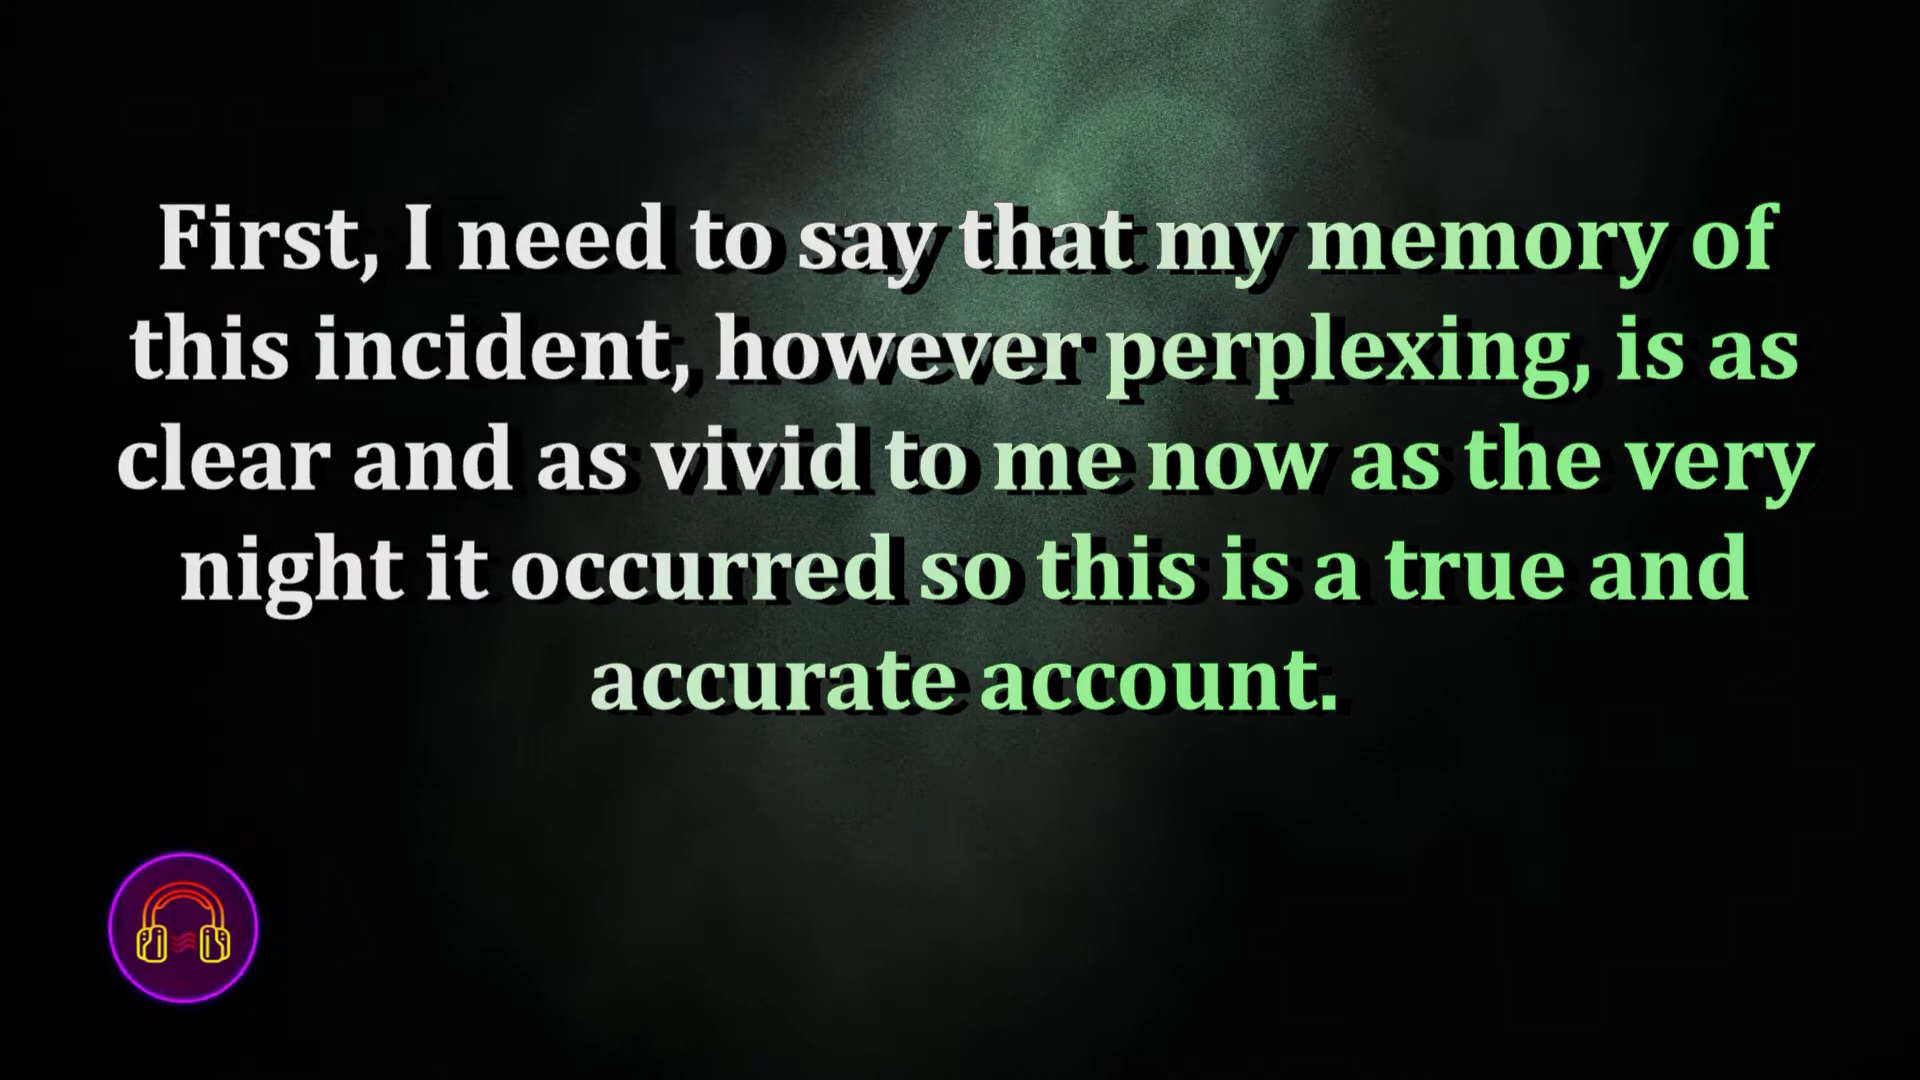 First, I need to say that my memory of
this incident, however perplexing, is as
clear and as vivid to me now as the very
night it occurred so this is a true and
accurate account.